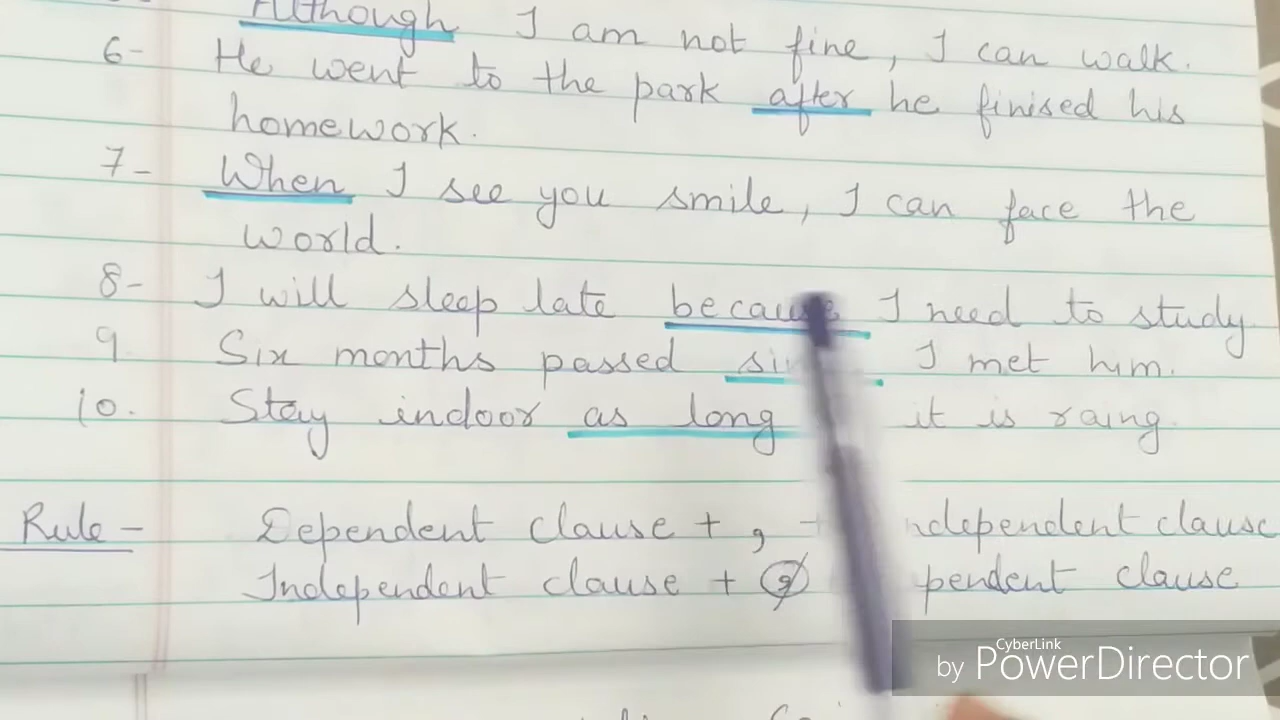 Although I am not fine, I can walk.
6- He went to the park after he finised his
homework.
7- When I see you smile, I can face the
world.
8- I will sleep late because I need to study
9. Six months passed I met him.
10. Stay indoor as long it is raing.
Rule - Dependent clause + , + ndependent clause
Independent clause + pendent clause
CyberLink
by PowerDirector